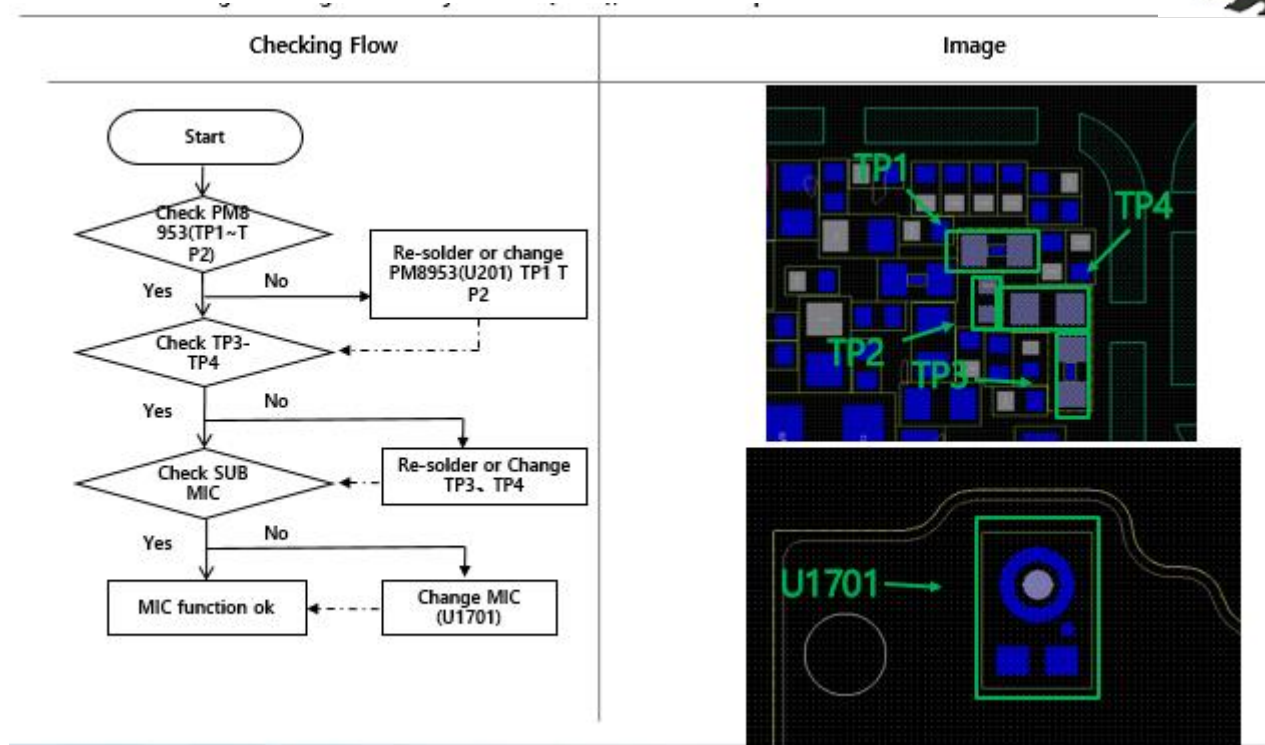 Checking Flow
Image
Start
Check PM8
953(TP1~T
P2)
Yes
No
Re-solder or change
PM8953(U201) TP1 T
P2
Check TP3-
TP4
Yes
No
Re-solder or Change
TP3、TP4
Check SUB
MIC
Yes
No
MIC function ok
Change MIC
(U1701)
TP1
TP4
TP2
TP3
U1701